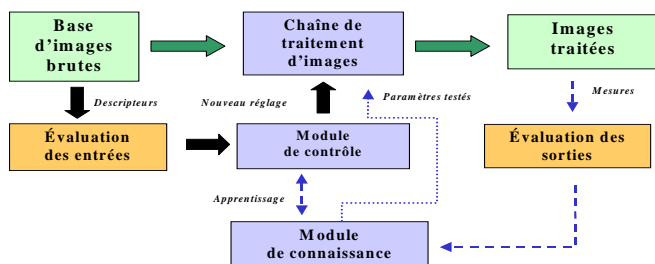 Base
d'images
brutes
Chaîne de
traitement
d'images
Images
traitées
Descripteurs
Nouveau réglage
Paramètres testés
Mesures
Évaluation
des entrées
Module
de contrôle
Évaluation des
sorties
Apprentissage
Module
de connaissance